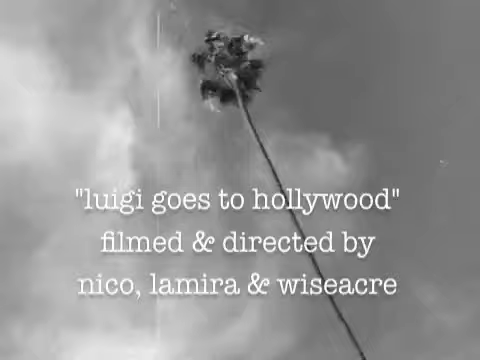 "luigi goes to hollywood"
filmed & directed by
nico, lamira & wiseacre